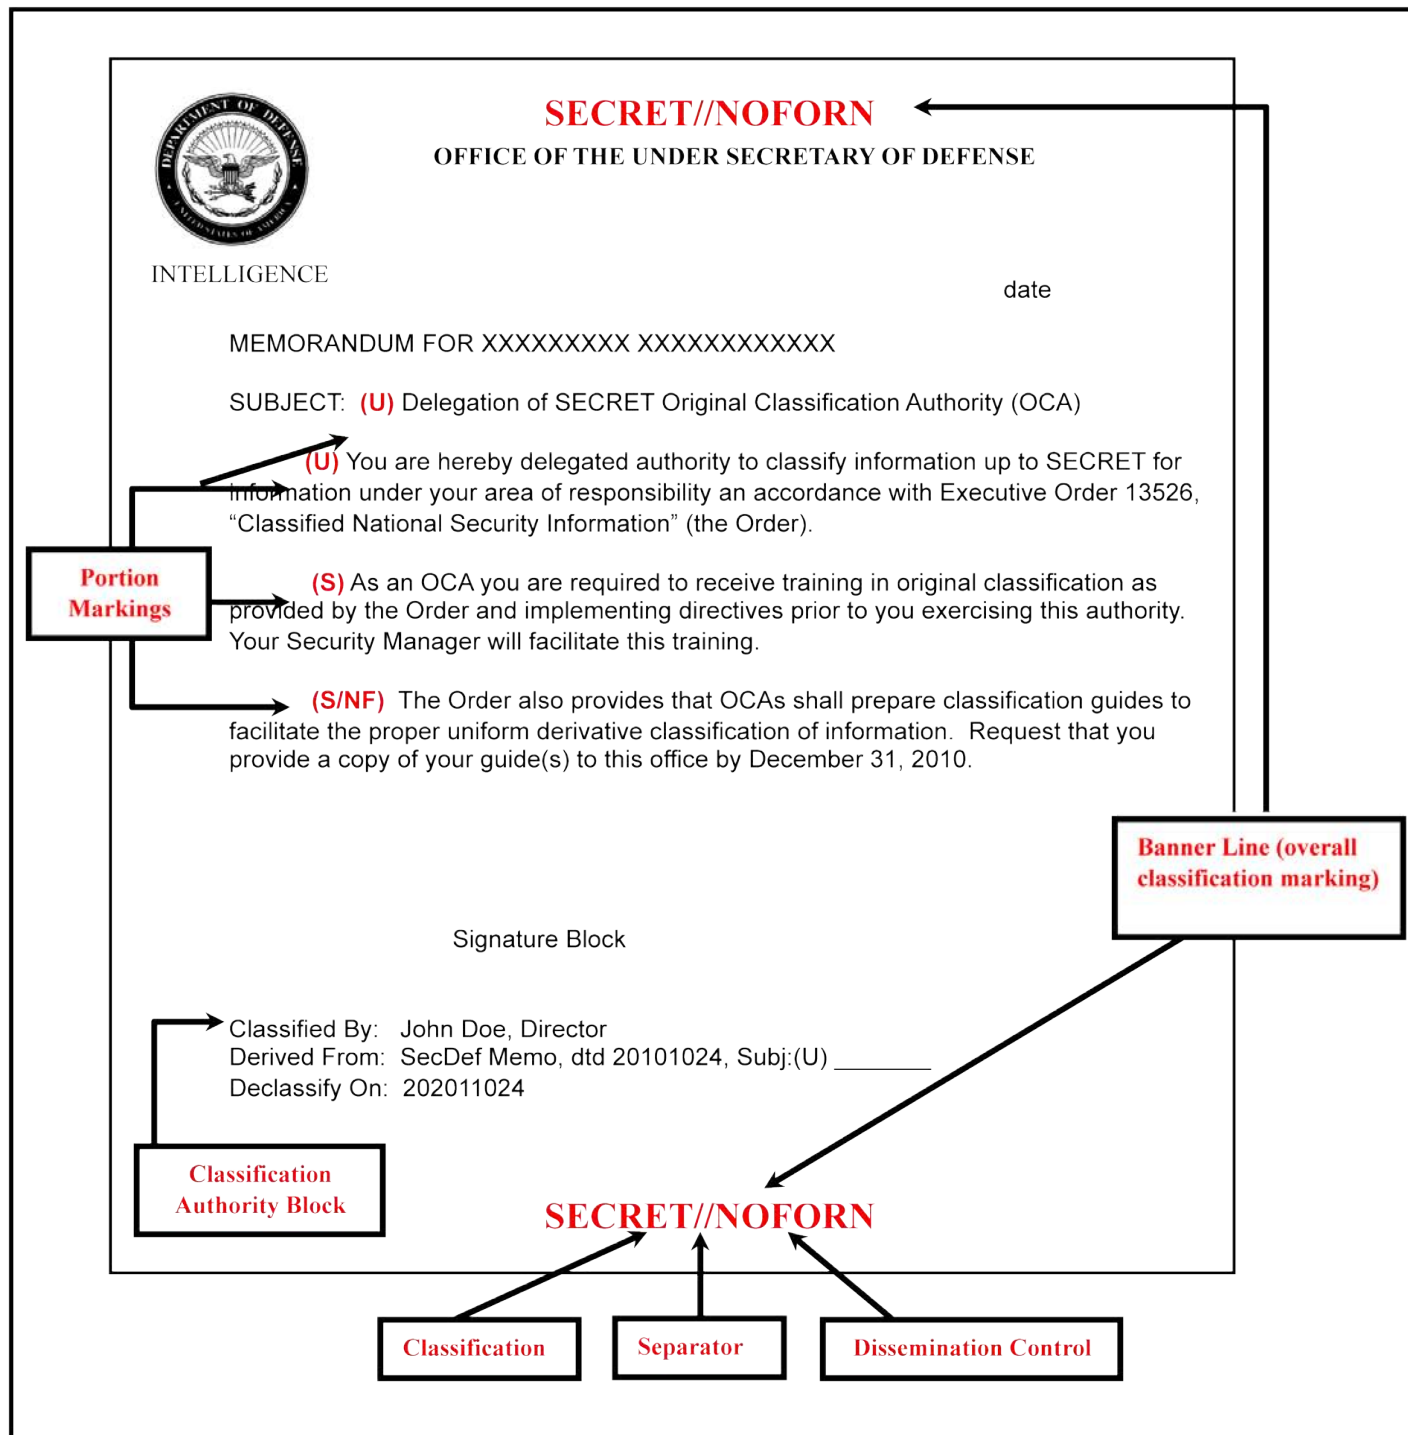 SECRET//NOFORN
OFFICE OF THE UNDER SECRETARY OF DEFENSE
DEPARTMENT OF DEFENSE
UNITED STATES OF AMERICA
INTELLIGENCE
date
MEMORANDUM FOR XXXXXXXXX XXXXXXXXXXXX
SUBJECT: (U) Delegation of SECRET Original Classification Authority (OCA)
(U) You are hereby delegated authority to classify information up to SECRET for
information under your area of responsibility an accordance with Executive Order 13526,
“Classified National Security Information” (the Order).
Portion
Markings
(S) As an OCA you are required to receive training in original classification as
provided by the Order and implementing directives prior to you exercising this authority.
Your Security Manager will facilitate this training.
(S/NF) The Order also provides that OCAs shall prepare classification guides to
facilitate the proper uniform derivative classification of information. Request that you
provide a copy of your guide(s) to this office by December 31, 2010.
Banner Line (overall
classification marking)
Signature Block
Classified By: John Doe, Director
Derived From: SecDef Memo, dtd 20101024, Subj:(U) _______
Declassify On: 202011024
Classification
Authority Block
SECRET//NOFORN
Classification
Separator
Dissemination Control